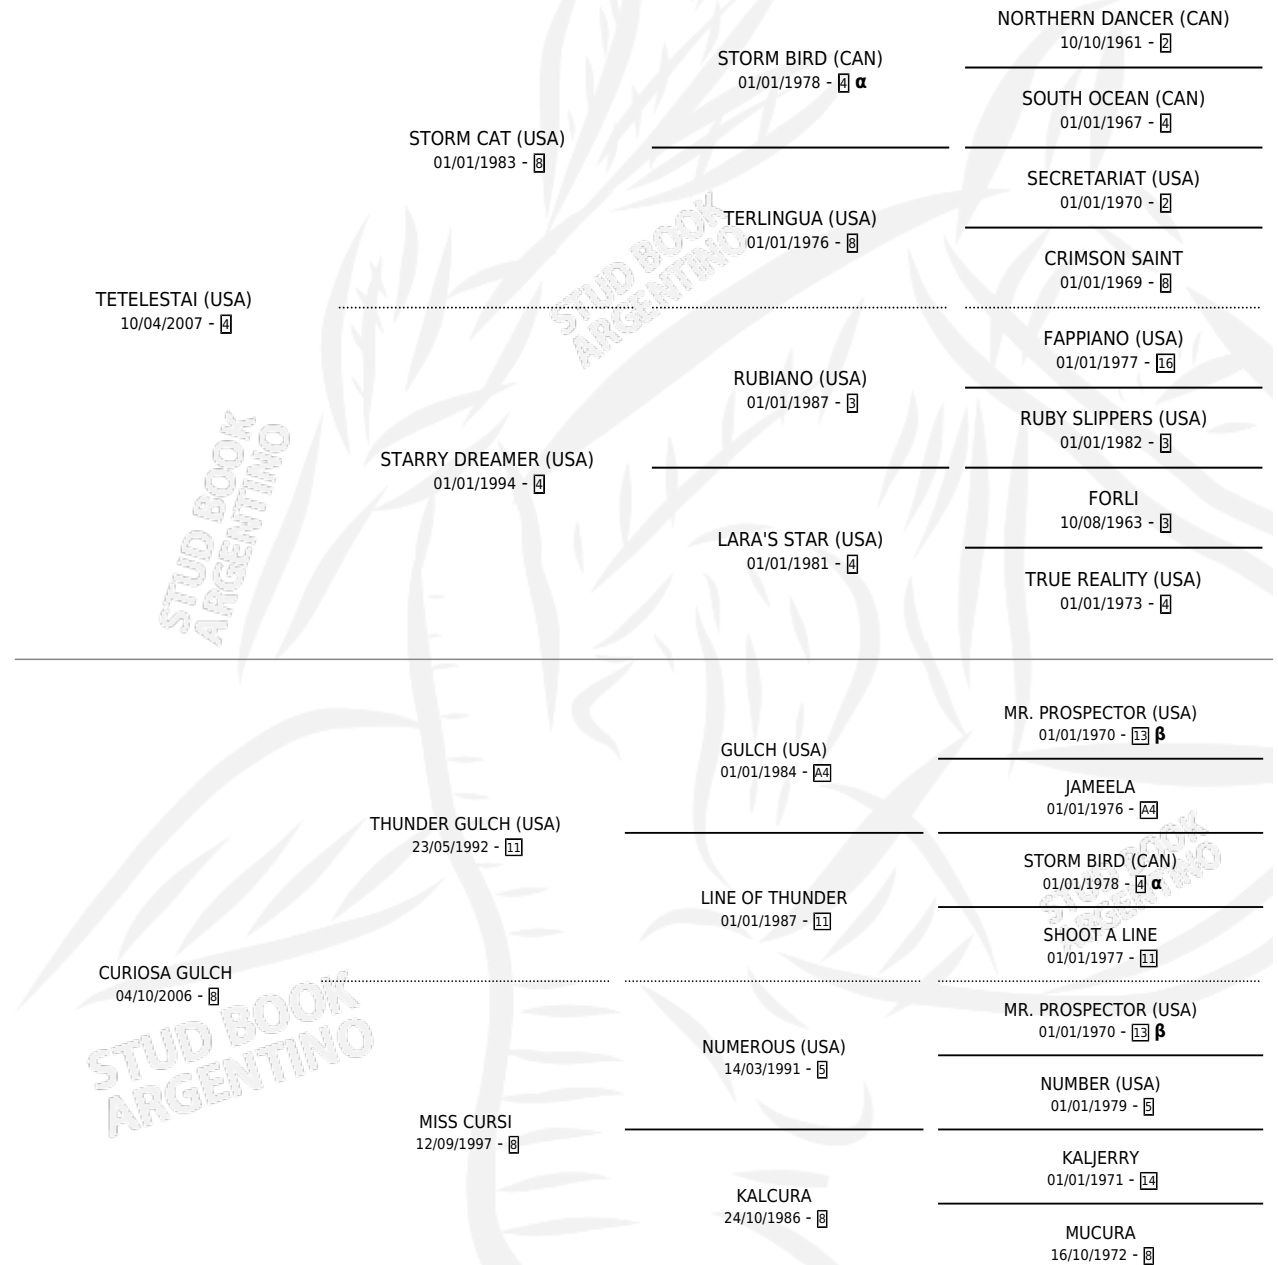 NORTHERN DANCER (CAN)
10/10/1961 - 2
STORM BIRD (CAN)
01/01/1978 - 4 α
SOUTH OCEAN (CAN)
01/01/1967 - 4
STORM CAT (USA)
01/01/1983 - 8
SECRETARIAT (USA)
01/01/1970 - 2
TERLINGUA (USA)
01/01/1976 - 8
CRIMSON SAINT
01/01/1969 - 8
TETELESTAI (USA)
10/04/2007 - 4
FAPPIANO (USA)
01/01/1977 - 16
RUBIANO (USA)
01/01/1987 - 3
RUBY SLIPPERS (USA)
01/01/1982 - 3
STARRY DREAMER (USA)
01/01/1994 - 4
FORLI
10/08/1963 - 3
LARA'S STAR (USA)
01/01/1981 - 4
TRUE REALITY (USA)
01/01/1973 - 4
MR. PROSPECTOR (USA)
01/01/1970 - 13 β
GULCH (USA)
01/01/1984 - A4
JAMEELA
01/01/1976 - A4
THUNDER GULCH (USA)
23/05/1992 - 11
STORM BIRD (CAN)
01/01/1978 - 4 α
LINE OF THUNDER
01/01/1987 - 11
SHOOT A LINE
01/01/1977 - 11
CURIOSA GULCH
04/10/2006 - 8
MR. PROSPECTOR (USA)
01/01/1970 - 13 β
NUMEROUS (USA)
14/03/1991 - 5
NUMBER (USA)
01/01/1979 - 5
MISS CURSI
12/09/1997 - 8
KALJERRY
01/01/1971 - 14
KALCURA
24/10/1986 - 8
MUCURA
16/10/1972 - 8
STUD BOOK
ARGENTINO
STUD BOOK
ARGENTINO
STUD BOOK
ARGENTINO
STUD BOOK
ARGENTINO